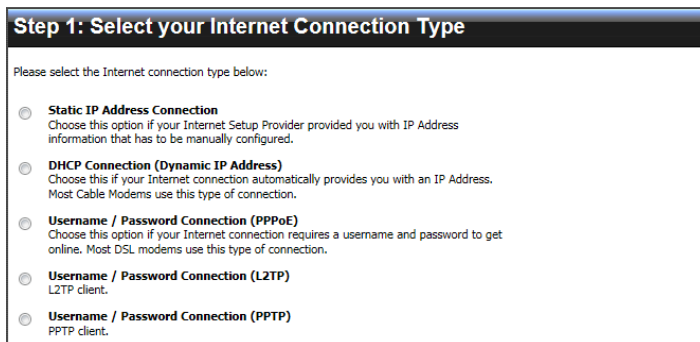 Step 1: Select your Internet Connection Type
Please select the Internet connection type below:
Static IP Address Connection
Choose this option if your Internet Setup Provider provided you with IP Address
information that has to be manually configured.
DHCP Connection (Dynamic IP Address)
Choose this if your Internet connection automatically provides you with an IP Address.
Most Cable Modems use this type of connection.
Username / Password Connection (PPPoE)
Choose this option if your Internet connection requires a username and password to get
online. Most DSL modems use this type of connection.
Username / Password Connection (L2TP)
L2TP client.
Username / Password Connection (PPTP)
PPTP client.